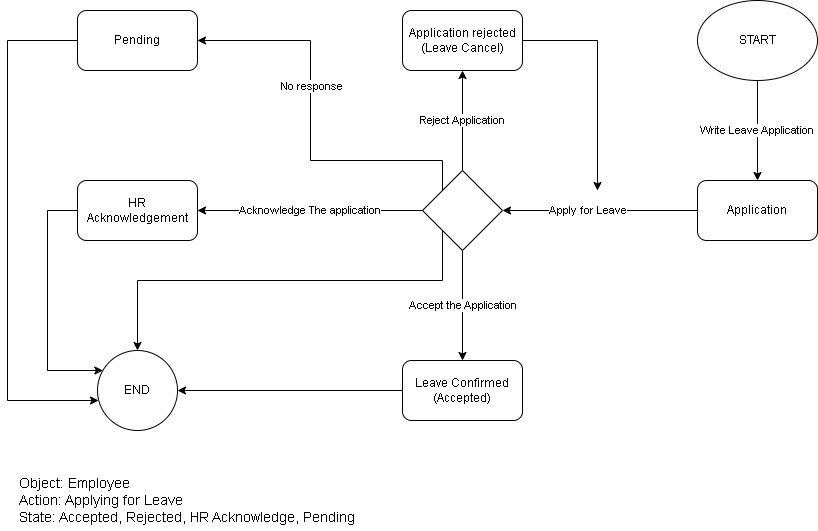 Pending
Application rejected
(Leave Cancel)
START
No response
Reject Application
Write Leave Application
HR
Acknowledgement
Acknowledge The application
Apply for Leave
Application
Accept the Application
END
Leave Confirmed
(Accepted)
Object: Employee
Action: Applying for Leave
State: Accepted, Rejected, HR Acknowledge, Pending